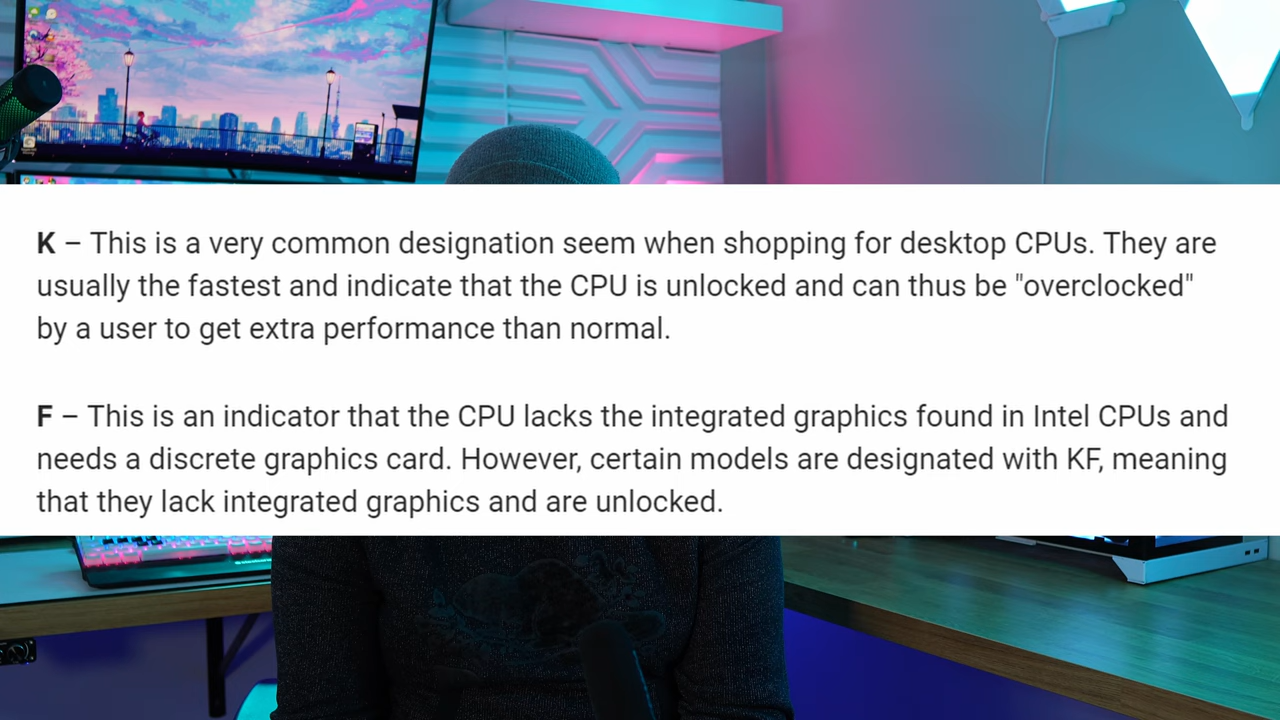 K – This is a very common designation seem when shopping for desktop CPUs. They are
usually the fastest and indicate that the CPU is unlocked and can thus be "overclocked"
by a user to get extra performance than normal.
F – This is an indicator that the CPU lacks the integrated graphics found in Intel CPUs and
needs a discrete graphics card. However, certain models are designated with KF, meaning
that they lack integrated graphics and are unlocked.